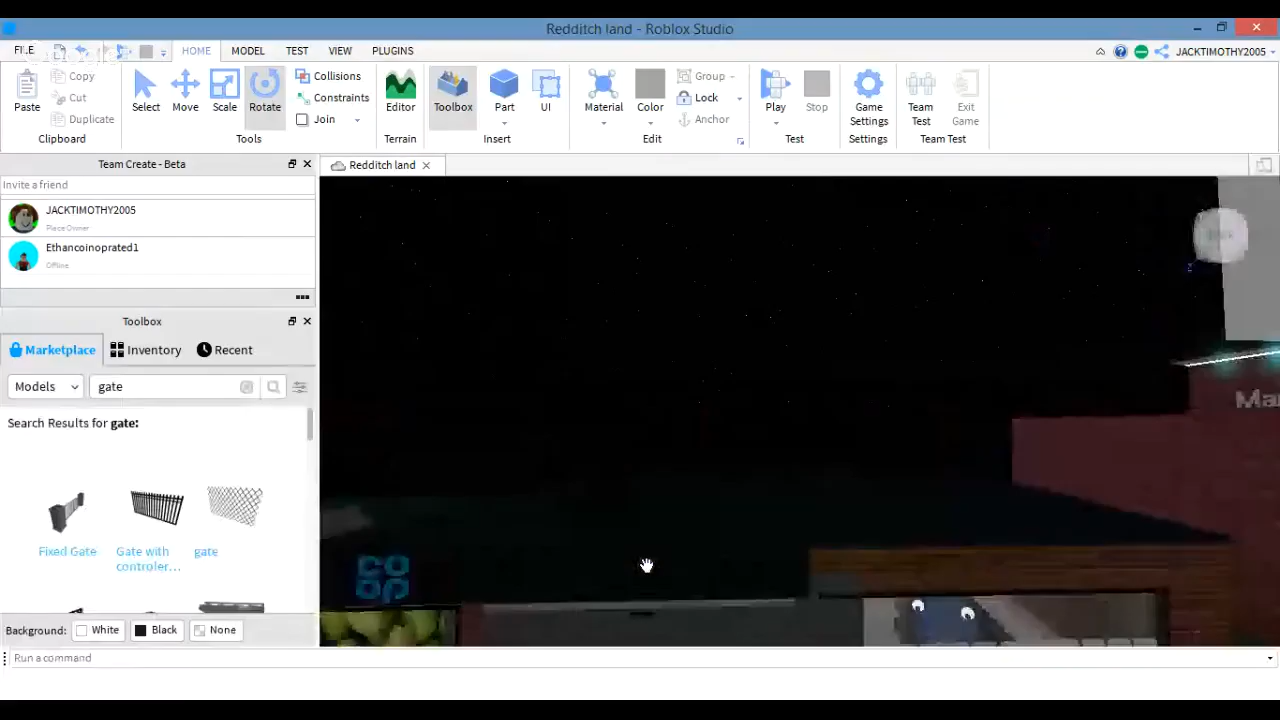 Redditch land - Roblox Studio
FILE HOME MODEL TEST VIEW PLUGINS JACKTIMOTHY2005
Paste Copy Cut Duplicate Select Move Scale Rotate Collisions Constraints Join Editor Toolbox Part UI Material Color Group Lock Anchor Play Stop Game Settings Team Test Exit Game
Clipboard Tools Terrain Insert Edit Test Settings Team Test
Team Create - Beta
Redditch land
Invite a friend
JACKTIMOTHY2005
Place Owner
Ethancoinoprated1
Offline
Toolbox
Marketplace Inventory Recent
Models gate
Search Results for gate:
Fixed Gate
Gate with controler...
gate
CO
OP
Background: White Black None
Run a command